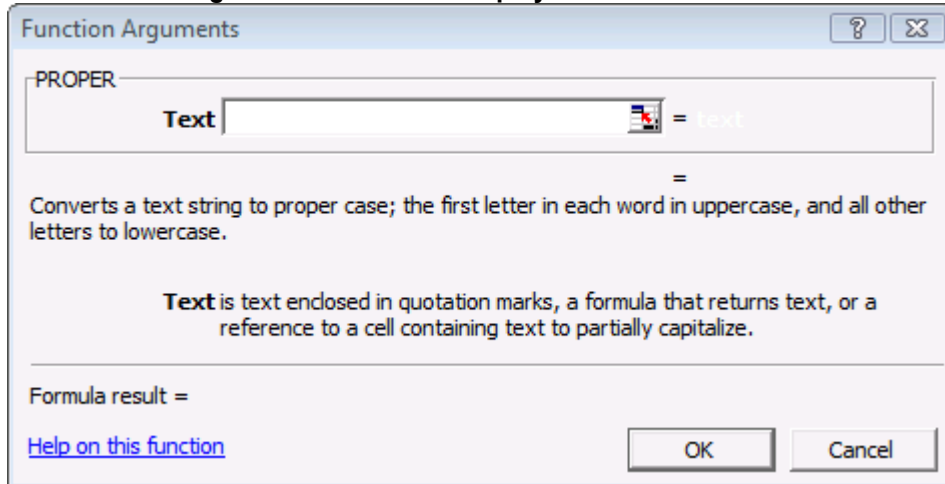 Function Arguments
PROPER
Text = text
=
Converts a text string to proper case; the first letter in each word in uppercase, and all other
letters to lowercase.
Text is text enclosed in quotation marks, a formula that returns text, or a
reference to a cell containing text to partially capitalize.
Formula result =
Help on this function
OK Cancel